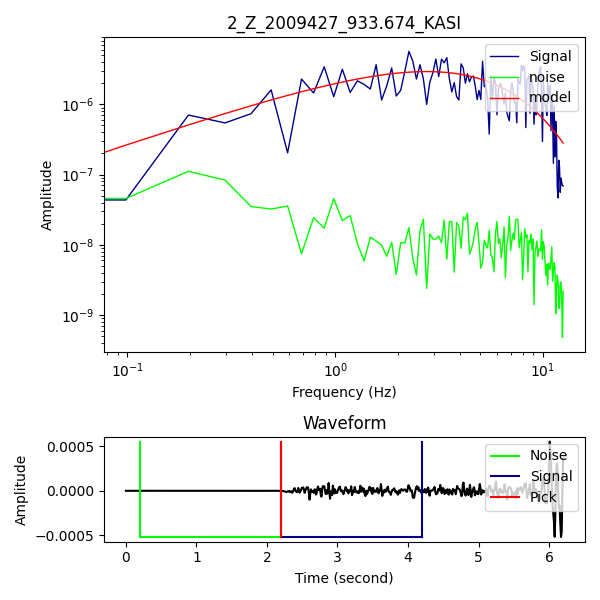 2_Z_2009427_933.674_KASI
Signal
noise
model
Amplitude
10⁻⁶
10⁻⁷
10⁻⁸
10⁻⁹
10⁻¹
10⁰
10¹
Frequency (Hz)
Waveform
Noise
Signal
Pick
Amplitude
0.0005
0.0000
−0.0005
0
1
2
3
4
5
6
Time (second)